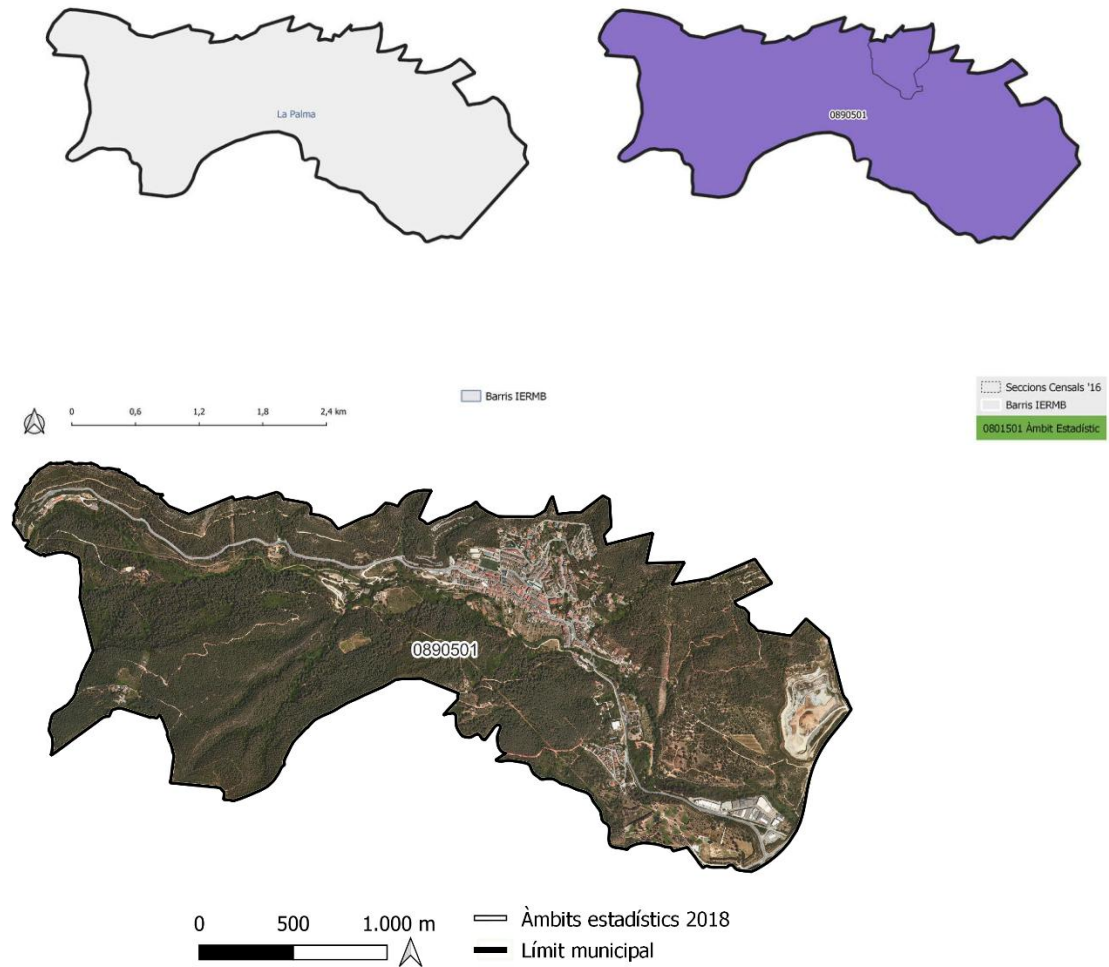 La Palma
0890501
0 0,6 1,2 1,8 2,4 km
Barris IERMB
Seccions Censals '16
Barris IERMB
0801501 Àmbit Estadístic
0890501
0 500 1.000 m
Àmbits estadístics 2018
Límit municipal